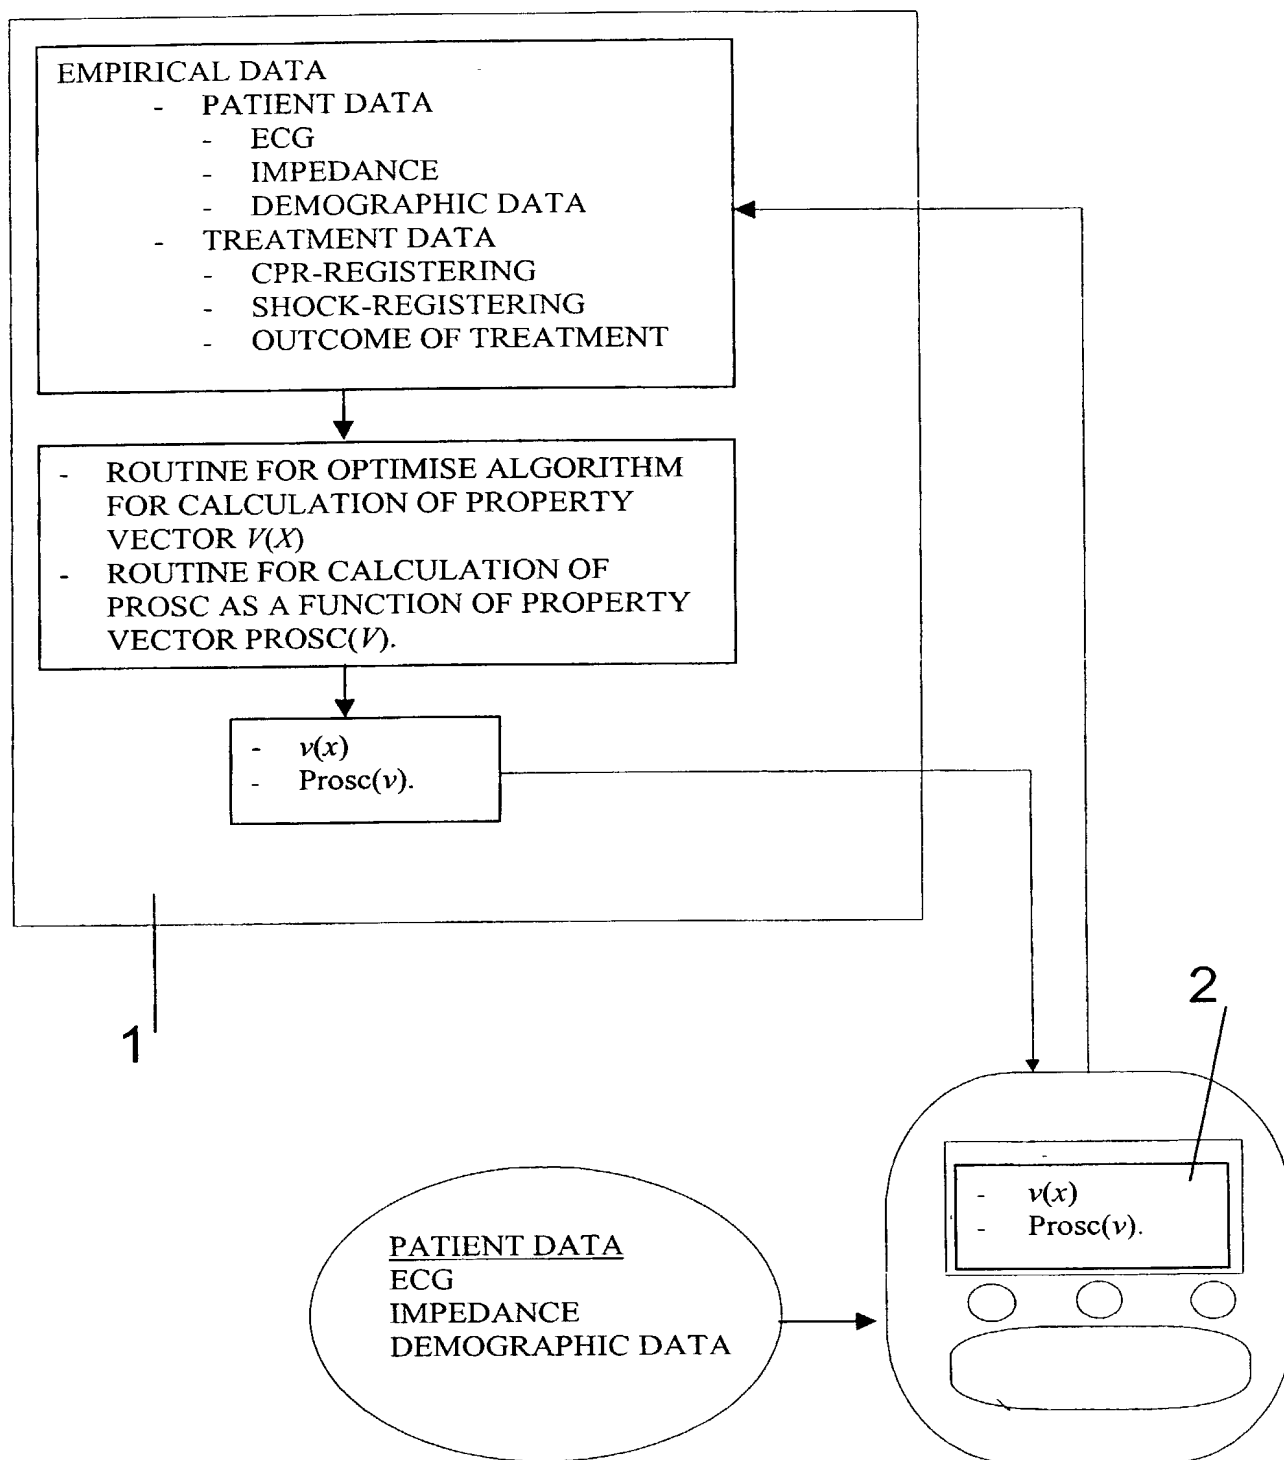 EMPIRICAL DATA
- PATIENT DATA
- ECG
- IMPEDANCE
- DEMOGRAPHIC DATA
- TREATMENT DATA
- CPR-REGISTERING
- SHOCK-REGISTERING
- OUTCOME OF TREATMENT
- ROUTINE FOR OPTIMISE ALGORITHM
FOR CALCULATION OF PROPERTY
VECTOR V(X)
- ROUTINE FOR CALCULATION OF
PROSC AS A FUNCTION OF PROPERTY
VECTOR PROSC(V).
- v(x)
- Prosc(v).
1
2
- v(x)
- Prosc(v).
PATIENT DATA
ECG
IMPEDANCE
DEMOGRAPHIC DATA